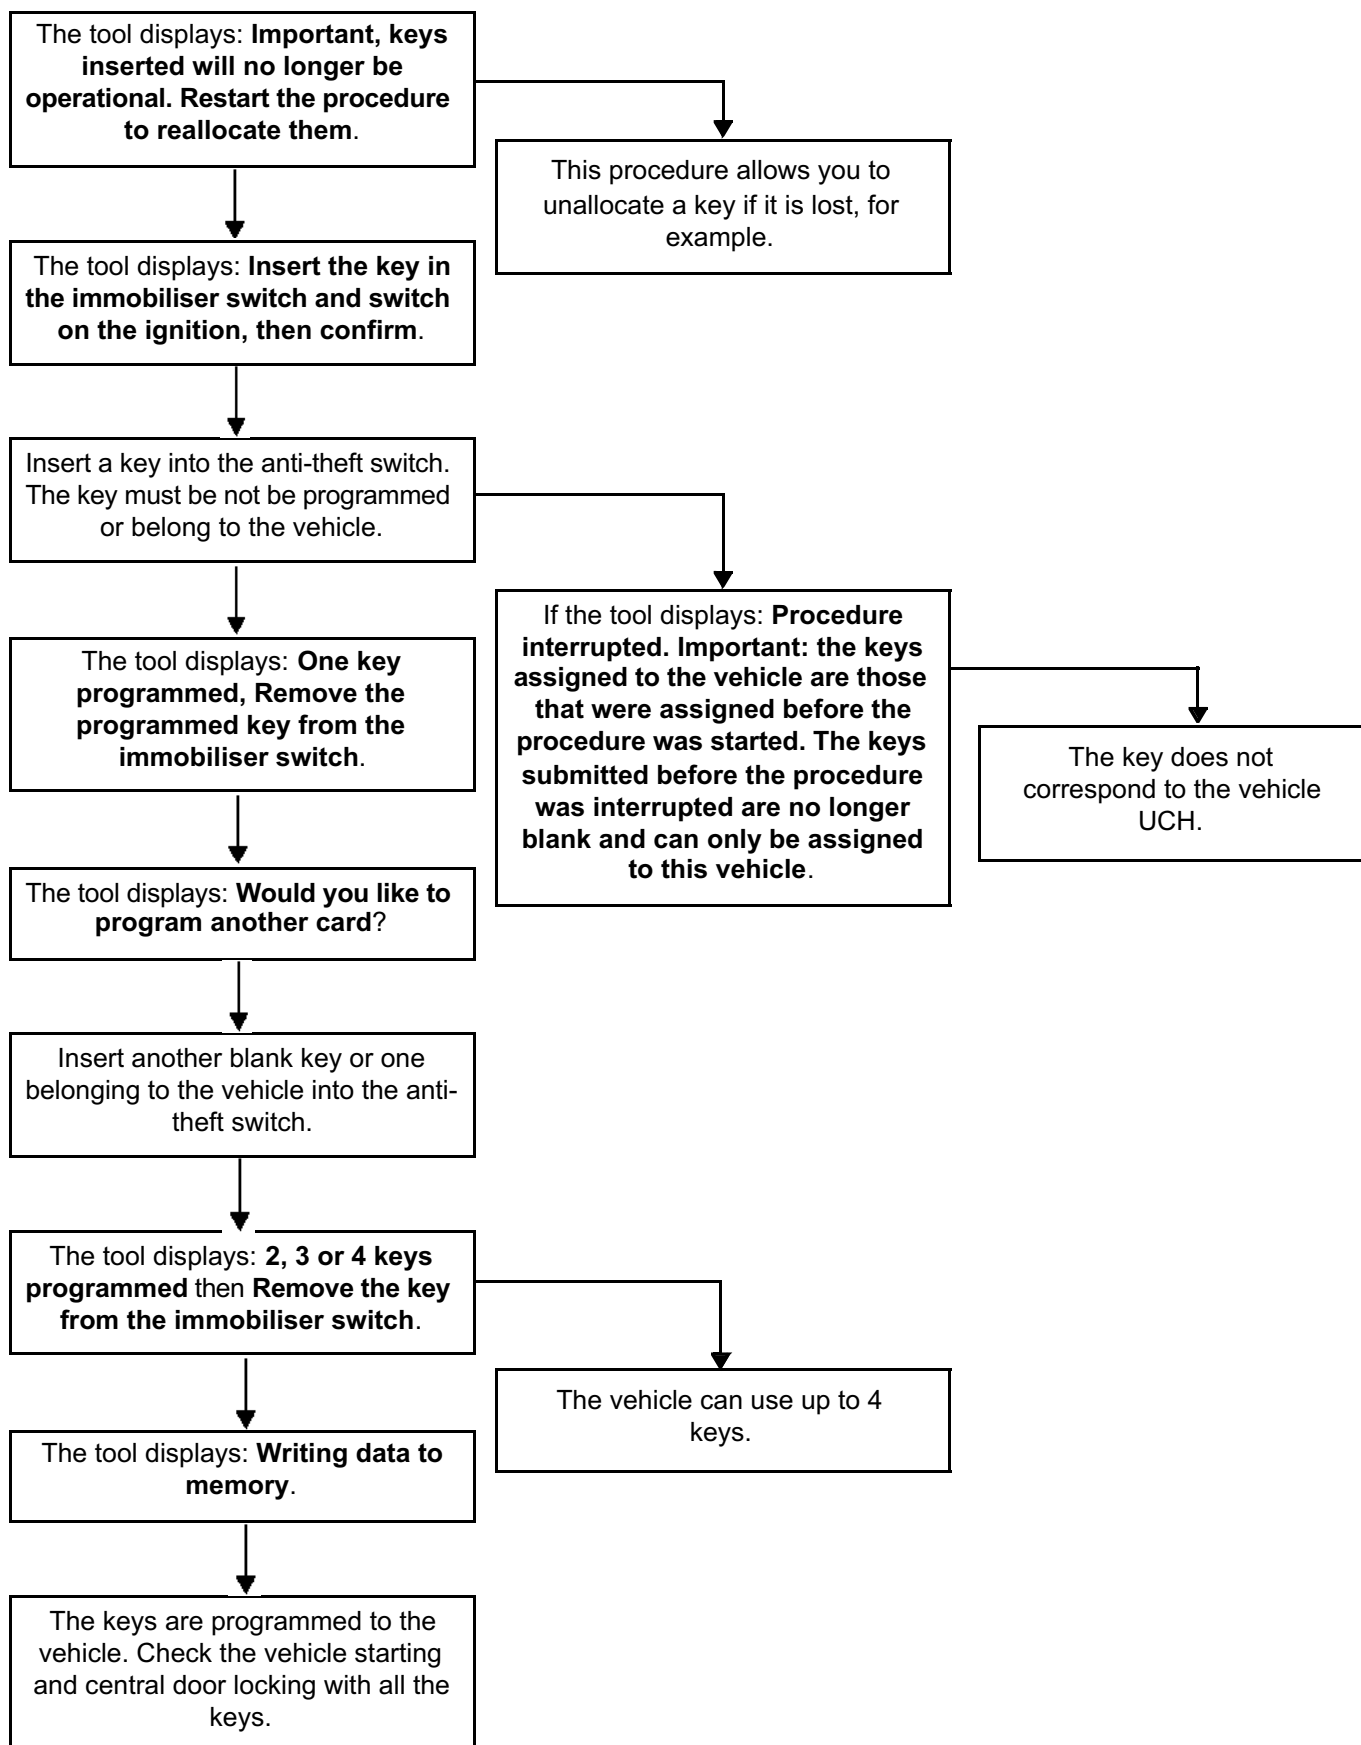 The tool displays: Important, keys
inserted will no longer be
operational. Restart the procedure
to reallocate them.
This procedure allows you to
unallocate a key if it is lost, for
example.
The tool displays: Insert the key in
the immobiliser switch and switch
on the ignition, then confirm.
Insert a key into the anti-theft switch.
The key must be not be programmed
or belong to the vehicle.
If the tool displays: Procedure
interrupted. Important: the keys
assigned to the vehicle are those
that were assigned before the
procedure was started. The keys
submitted before the procedure
was interrupted are no longer
blank and can only be assigned
to this vehicle.
The key does not
correspond to the vehicle
UCH.
The tool displays: One key
programmed, Remove the
programmed key from the
immobiliser switch.
The tool displays: Would you like to
program another card?
Insert another blank key or one
belonging to the vehicle into the anti-
theft switch.
The tool displays: 2, 3 or 4 keys
programmed then Remove the key
from the immobiliser switch.
The vehicle can use up to 4
keys.
The tool displays: Writing data to
memory.
The keys are programmed to the
vehicle. Check the vehicle starting
and central door locking with all the
keys.